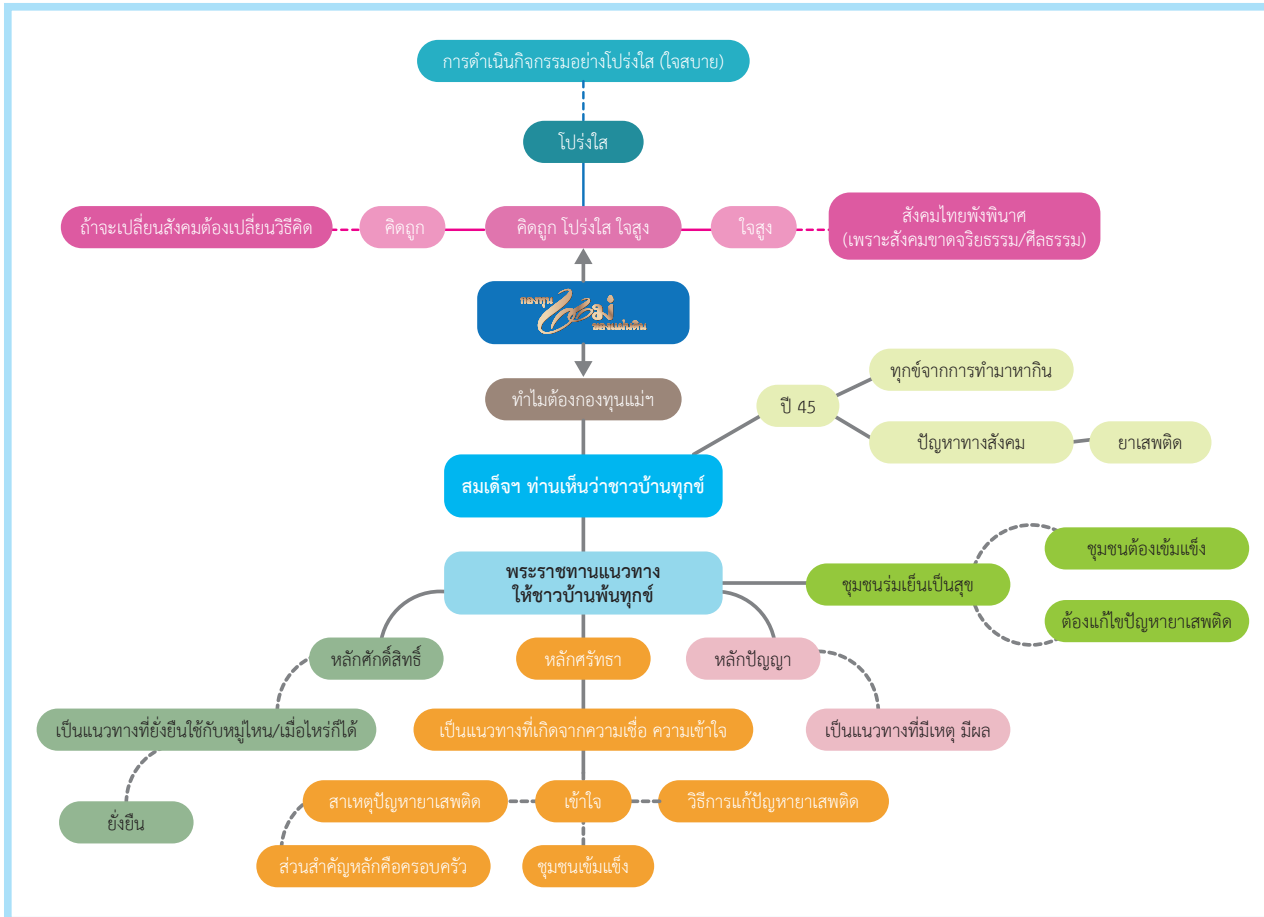 การดำเนินกิจกรรมอย่างโปร่งใส (ใจสบาย)
โปร่งใส
ถ้าจะเปลี่ยนสังคมต้องเปลี่ยนวิธีคิด
คิดถูก
คิดถูก โปร่งใส ใจสูง
ใจสูง
สังคมไทยพังพินาศ
(เพราะสังคมขาดจริยธรรม/ศีลธรรม)
กองทุน
แม่
ของแผ่นดิน
ทำไมต้องกองทุนแม่ฯ
ปี 45
ทุกข์จากการทำมาหากิน
ปัญหาทางสังคม
ยาเสพติด
สมเด็จฯ ท่านเห็นว่าชาวบ้านทุกข์
พระราชทานแนวทาง
ให้ชาวบ้านพ้นทุกข์
ชุมชนร่มเย็นเป็นสุข
ชุมชนต้องเข้มแข็ง
ต้องแก้ไขปัญหายาเสพติด
หลักศักดิ์สิทธิ์
หลักศรัทธา
หลักปัญญา
เป็นแนวทางที่ยั่งยืนใช้กับหมู่ไหน/เมื่อไหร่ก็ได้
เป็นแนวทางที่เกิดจากความเชื่อ ความเข้าใจ
เป็นแนวทางที่มีเหตุ มีผล
ยั่งยืน
สาเหตุปัญหายาเสพติด
เข้าใจ
วิธีการแก้ปัญหายาเสพติด
ส่วนสำคัญหลักคือครอบครัว
ชุมชนเข้มแข็ง